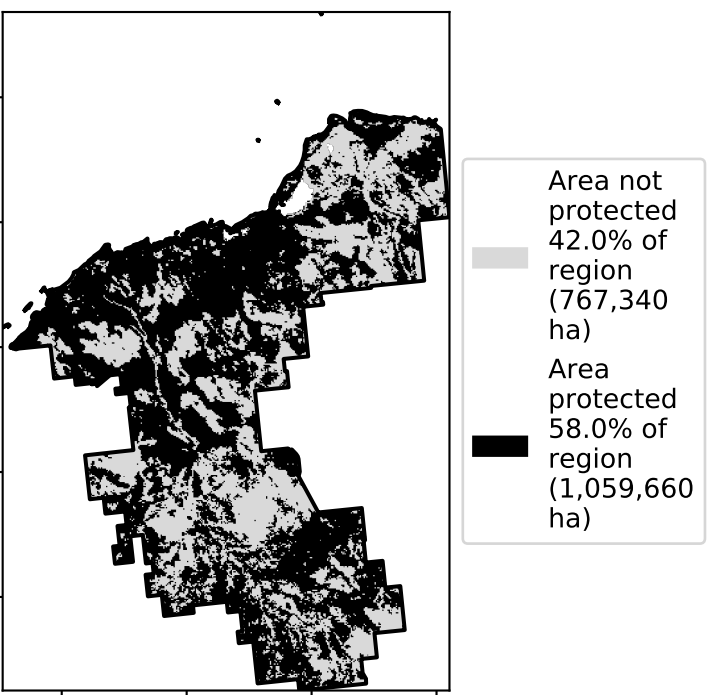 Area not
protected
42.0% of
region
(767,340
ha)
Area
protected
58.0% of
region
(1,059,660
ha)